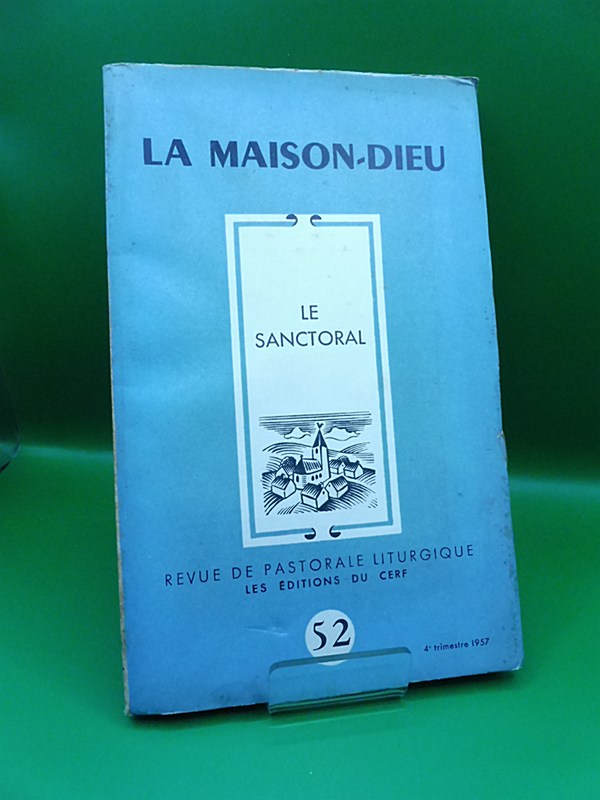 LA MAISON-DIEU
LE
SANCTORAL
REVUE DE PASTORALE LITURGIQUE
LES ÉDITIONS DU CERF
52
4e trimestre 1957